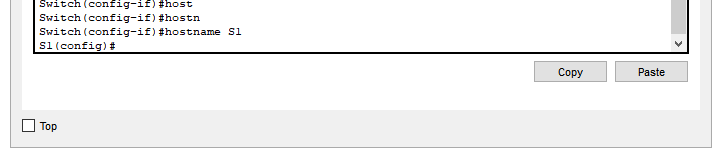 Switch(config-if)#host
Switch(config-if)#hostn
Switch(config-if)#hostname S1
S1(config)#
Copy Paste
Top